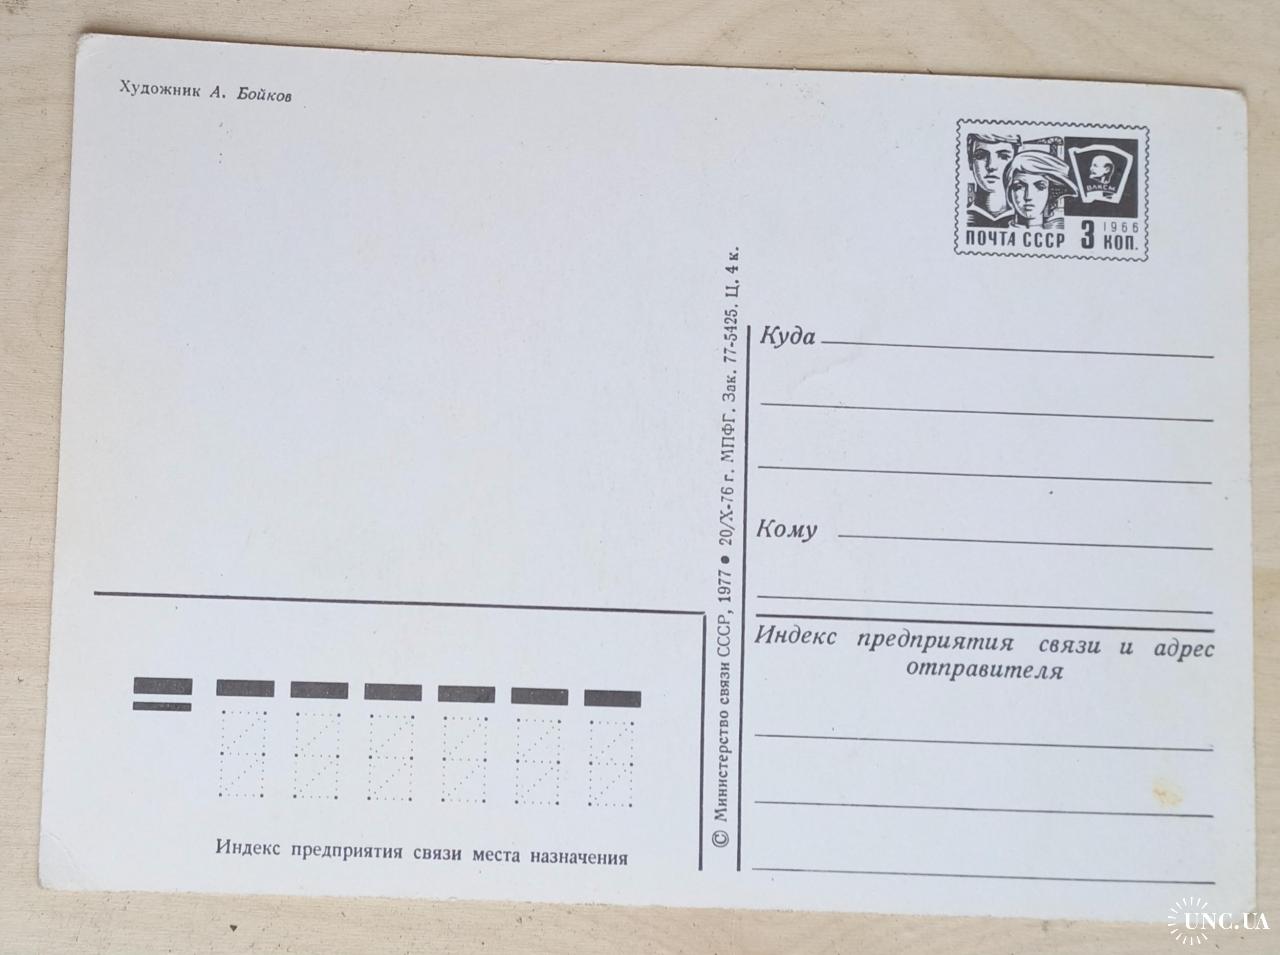 Художник А. Бойков
ВЛКСМ
1966
ПОЧТА СССР 3 КОП.
Куда
Кому
Индекс предприятия связи и адрес
отправителя
© Министерство связи СССР, 1977 ● 20/X-76 г. МПФГ. Зак. 77-5425. Ц. 4 к.
Индекс предприятия связи места назначения
UNC.UA